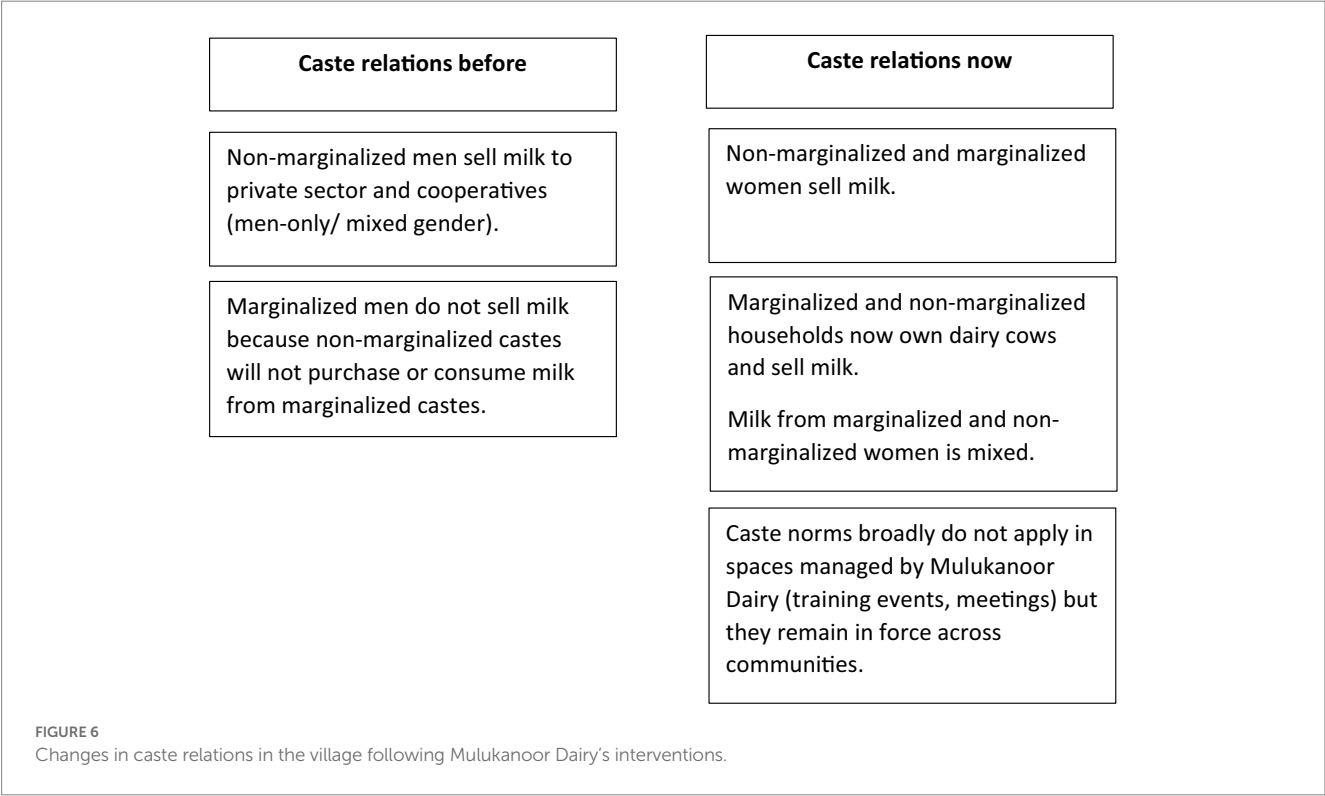 Caste relations before
Non-marginalized men sell milk to
private sector and cooperatives
(men-only/ mixed gender).
Marginalized men do not sell milk
because non-marginalized castes
will not purchase or consume milk
from marginalized castes.
Caste relations now
Non-marginalized and marginalized
women sell milk.
Marginalized and non-marginalized
households now own dairy cows
and sell milk.
Milk from marginalized and non-
marginalized women is mixed.
Caste norms broadly do not apply in
spaces managed by Mulukanoor
Dairy (training events, meetings) but
they remain in force across
communities.
FIGURE 6
Changes in caste relations in the village following Mulukanoor Dairy’s interventions.